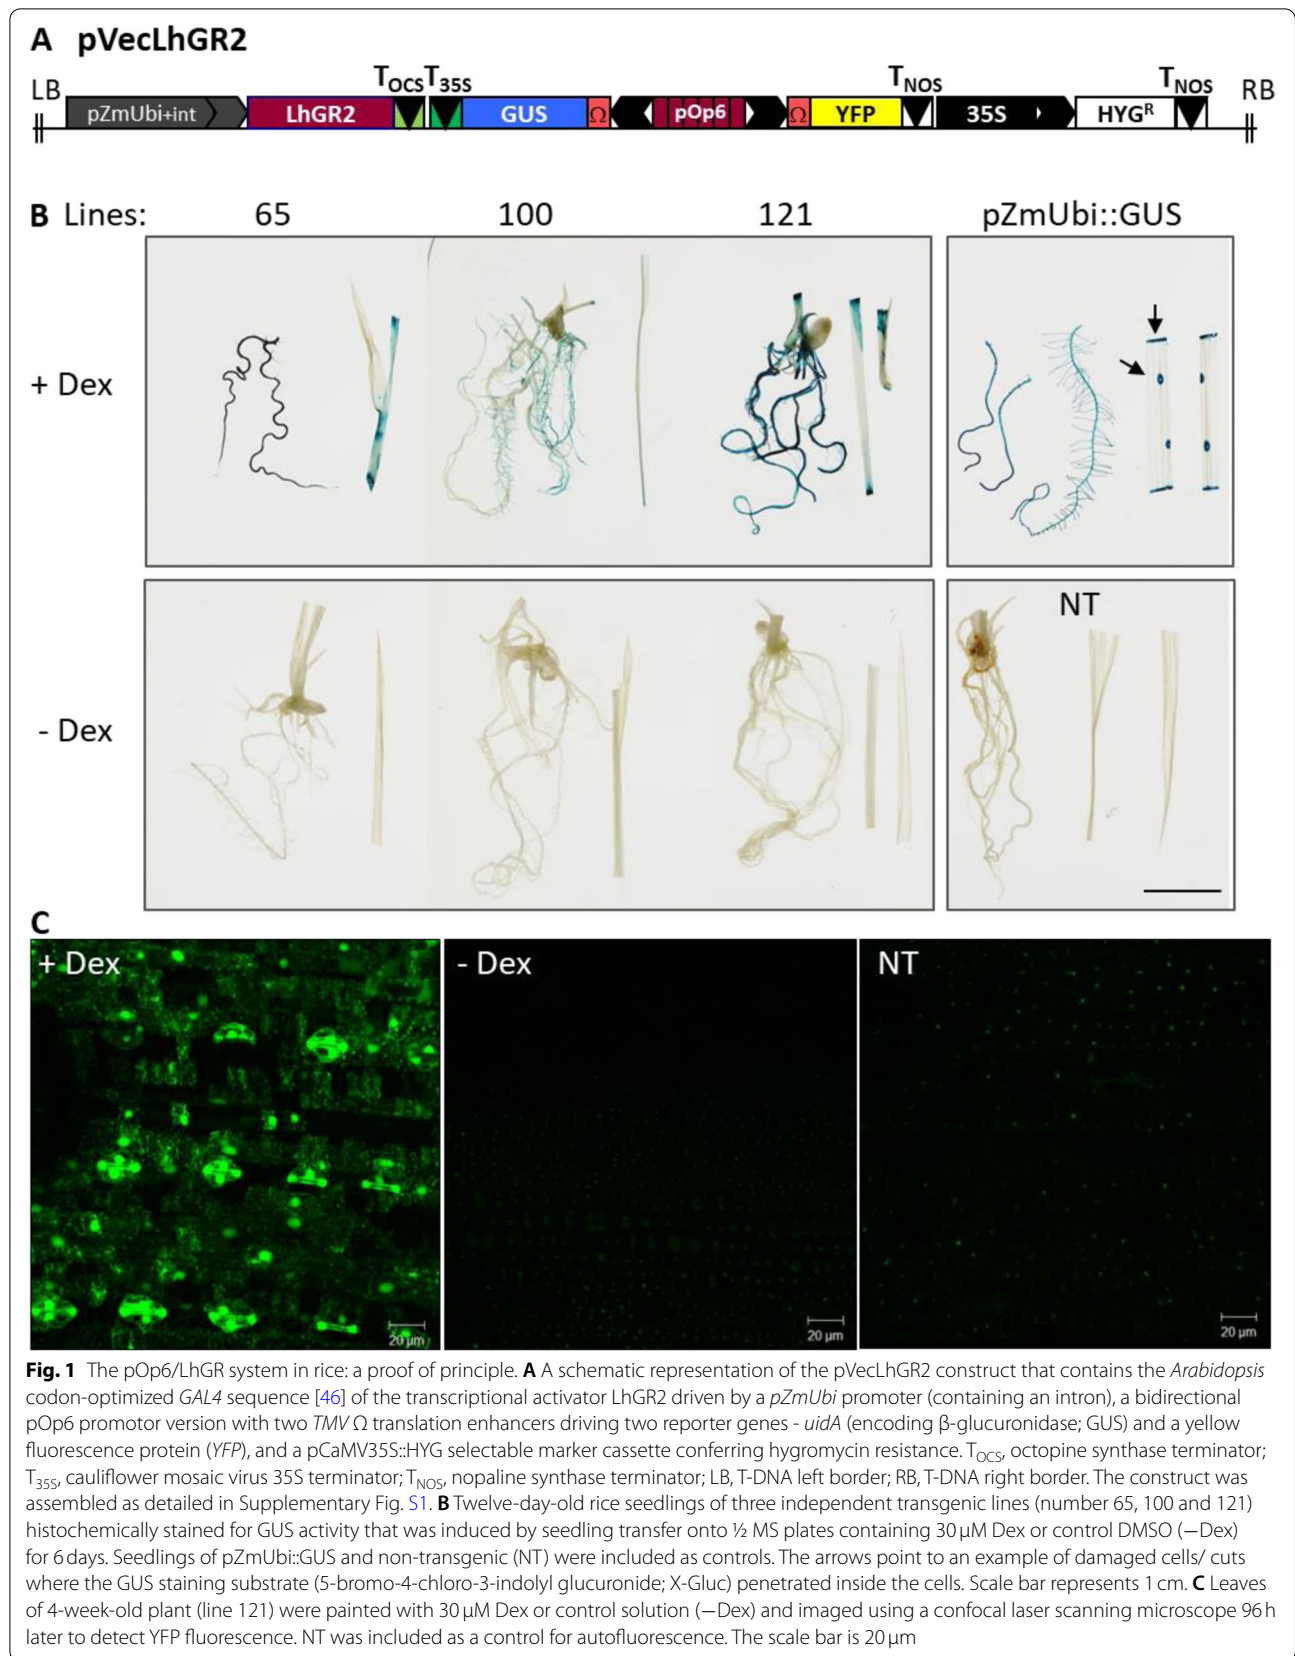 A pVecLhGR2
LB pZmUbi+int LhGR2 TOCS T35S GUS Ω pOp6 Ω YFP TNOS 35S HYGR TNOS RB
B Lines: 65 100 121 pZmUbi::GUS
+ Dex
- Dex
NT
C
+ Dex - Dex NT
20 µm 20 µm 20 µm
Fig. 1 The pOp6/LhGR system in rice: a proof of principle. A A schematic representation of the pVecLhGR2 construct that contains the Arabidopsis
codon-optimized GAL4 sequence [46] of the transcriptional activator LhGR2 driven by a pZmUbi promoter (containing an intron), a bidirectional
pOp6 promotor version with two TMV Ω translation enhancers driving two reporter genes - uidA (encoding β-glucuronidase; GUS) and a yellow
fluorescence protein (YFP), and a pCaMV35S::HYG selectable marker cassette conferring hygromycin resistance. TOCS, octopine synthase terminator;
T35S, cauliflower mosaic virus 35S terminator; TNOS, nopaline synthase terminator; LB, T-DNA left border; RB, T-DNA right border. The construct was
assembled as detailed in Supplementary Fig. S1. B Twelve-day-old rice seedlings of three independent transgenic lines (number 65, 100 and 121)
histochemically stained for GUS activity that was induced by seedling transfer onto ½ MS plates containing 30 µM Dex or control DMSO (−Dex)
for 6 days. Seedlings of pZmUbi::GUS and non-transgenic (NT) were included as controls. The arrows point to an example of damaged cells/ cuts
where the GUS staining substrate (5-bromo-4-chloro-3-indolyl glucuronide; X-Gluc) penetrated inside the cells. Scale bar represents 1 cm. C Leaves
of 4-week-old plant (line 121) were painted with 30 µM Dex or control solution (−Dex) and imaged using a confocal laser scanning microscope 96 h
later to detect YFP fluorescence. NT was included as a control for autofluorescence. The scale bar is 20 µm